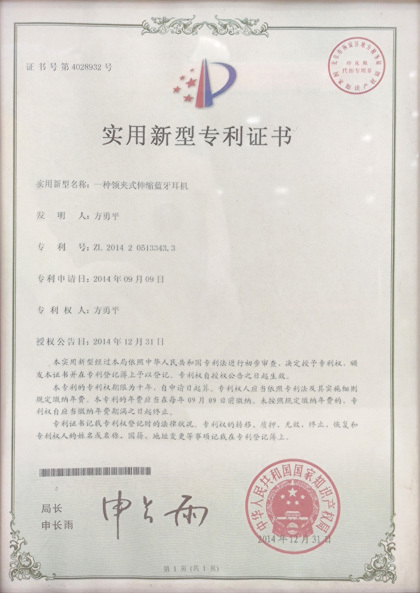 证书号第4028932号
实用新型专利证书
实用新型名称:一种领夹式伸缩蓝牙耳机
发 明 人:方勇平
专 利 号:ZL 2014 2 0513343.3
专利申请日:2014年09月09日
专 利 权 人:方勇平
授权公告日:2014年12月31日
本实用新型经过本局依照中华人民共和国专利法进行初步审查,决定授予专利权,颁
发本证书并在专利登记簿上予以登记。专利权自授权公告之日起生效。
本专利的专利权期限为十年,自申请日起算。专利权人应当依照专利法及其实施细则
规定缴纳年费。本专利的年费应当在每年09月09日前缴纳。未按照规定缴纳年费的,专
利权自应当缴纳年费期满之日起终止。
专利证书记载专利权登记时的法律状况。专利权的转移、质押、无效、终止、恢复和
专利权人的姓名或名称、国籍、地址变更等事项记载在专利登记簿上。
局长
申长雨
申长雨
中华人民共和国国家知识产权局
2014年12月31日
第1页(共1页)